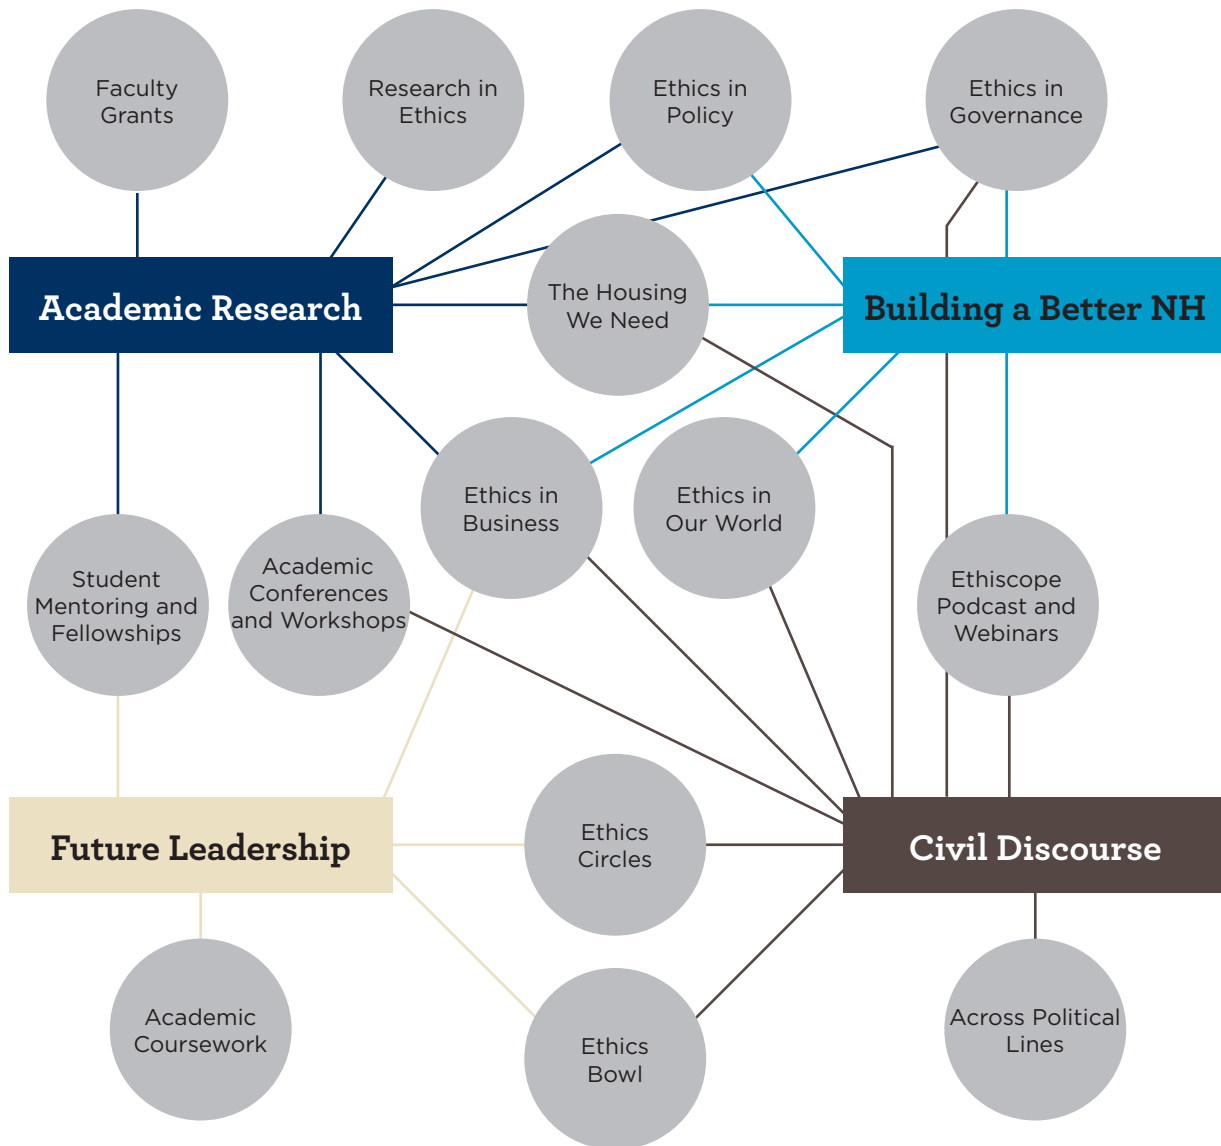 Faculty
Grants
Research in
Ethics
Ethics in
Policy
Ethics in
Governance
Academic Research
The Housing
We Need
Building a Better NH
Ethics in
Business
Ethics in
Our World
Student
Mentoring and
Fellowships
Academic
Conferences
and Workshops
Ethiscope
Podcast and
Webinars
Future Leadership
Ethics
Circles
Civil Discourse
Academic
Coursework
Ethics
Bowl
Across Political
Lines